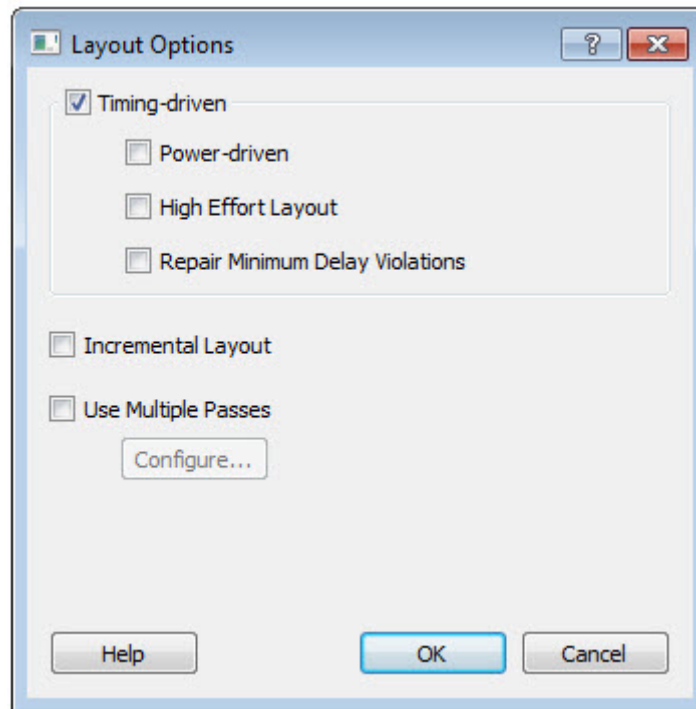 Layout Options
Timing-driven
Power-driven
High Effort Layout
Repair Minimum Delay Violations
Incremental Layout
Use Multiple Passes
Configure...
Help OK Cancel